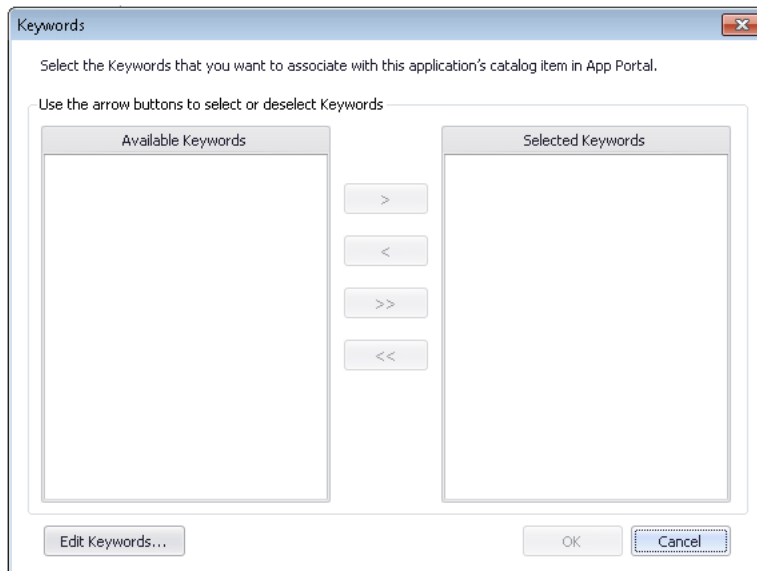 Keywords
Select the Keywords that you want to associate with this application's catalog item in App Portal.
Use the arrow buttons to select or deselect Keywords
Available Keywords
Selected Keywords
>
<
>>
<<
Edit Keywords...
OK
Cancel